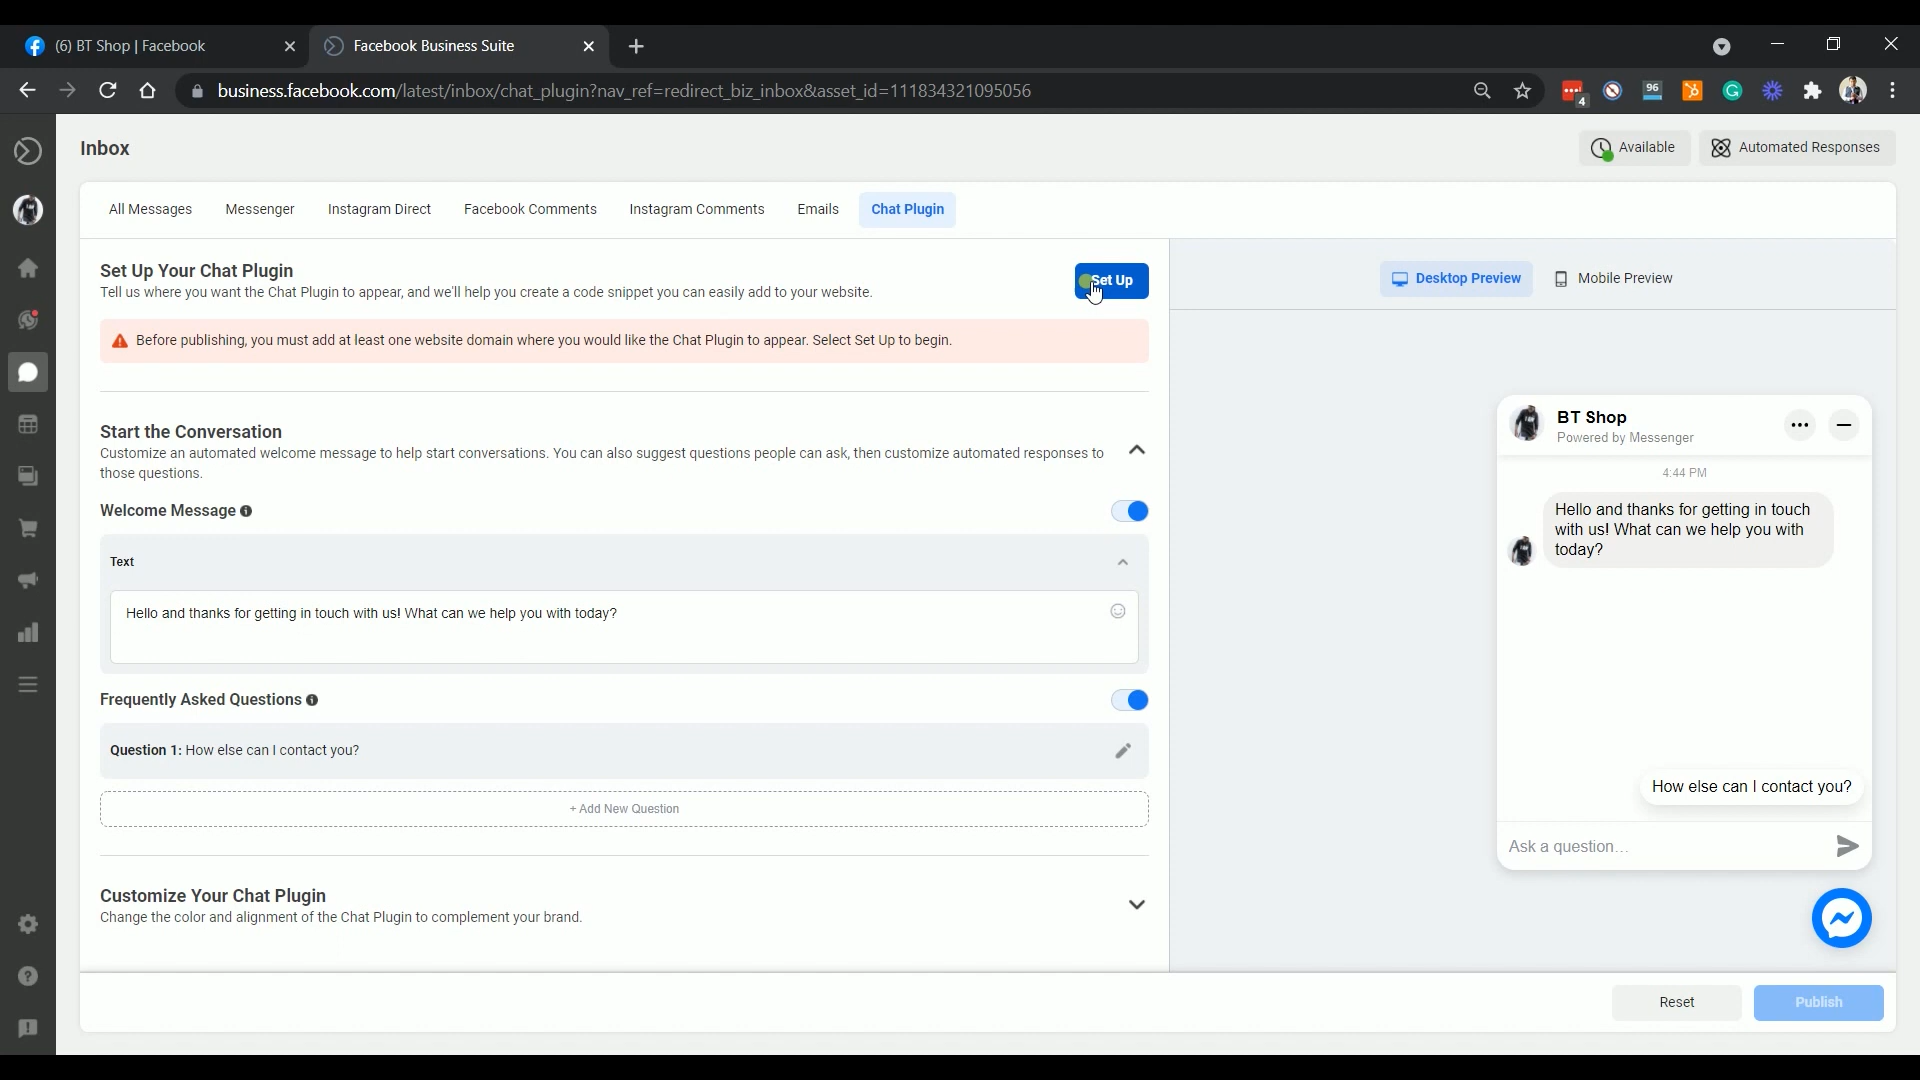 (6) BT Shop | Facebook
Facebook Business Suite
business.facebook.com/latest/inbox/chat_plugin?nav_ref=redirect_biz_inbox&asset_id=111834321095056
4
96
Inbox
Available
Automated Responses
All Messages
Messenger
Instagram Direct
Facebook Comments
Instagram Comments
Emails
Chat Plugin
Set Up Your Chat Plugin
Tell us where you want the Chat Plugin to appear, and we'll help you create a code snippet you can easily add to your website.
Set Up
Before publishing, you must add at least one website domain where you would like the Chat Plugin to appear. Select Set Up to begin.
Start the Conversation
Customize an automated welcome message to help start conversations. You can also suggest questions people can ask, then customize automated responses to
those questions.
Welcome Message
Text
Hello and thanks for getting in touch with us! What can we help you with today?
Frequently Asked Questions
Question 1: How else can I contact you?
+ Add New Question
Customize Your Chat Plugin
Change the color and alignment of the Chat Plugin to complement your brand.
Desktop Preview
Mobile Preview
BT Shop
Powered by Messenger
4:44 PM
Hello and thanks for getting in touch
with us! What can we help you with
today?
How else can I contact you?
Ask a question...
Reset
Publish